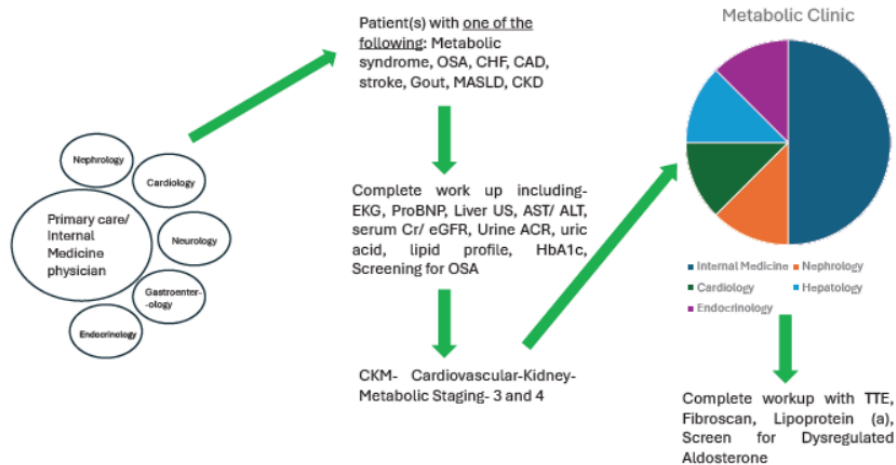 Nephrology
Cardiology
Primary care/
Internal
Medicine
physician
Neurology
Gastroenter-
-ology
Endocrinology
Patient(s) with one of the
following: Metabolic
syndrome, OSA, CHF, CAD,
stroke, Gout, MASLD, CKD
Complete work up including-
EKG, ProBNP, Liver US, AST/ ALT,
serum Cr/ eGFR, Urine ACR, uric
acid, lipid profile, HbA1c,
Screening for OSA
CKM- Cardiovascular-Kidney-
Metabolic Staging- 3 and 4
Metabolic Clinic
Internal Medicine
Nephrology
Cardiology
Hepatology
Endocrinology
Complete workup with TTE,
Fibroscan, Lipoprotein (a),
Screen for Dysregulated
Aldosterone